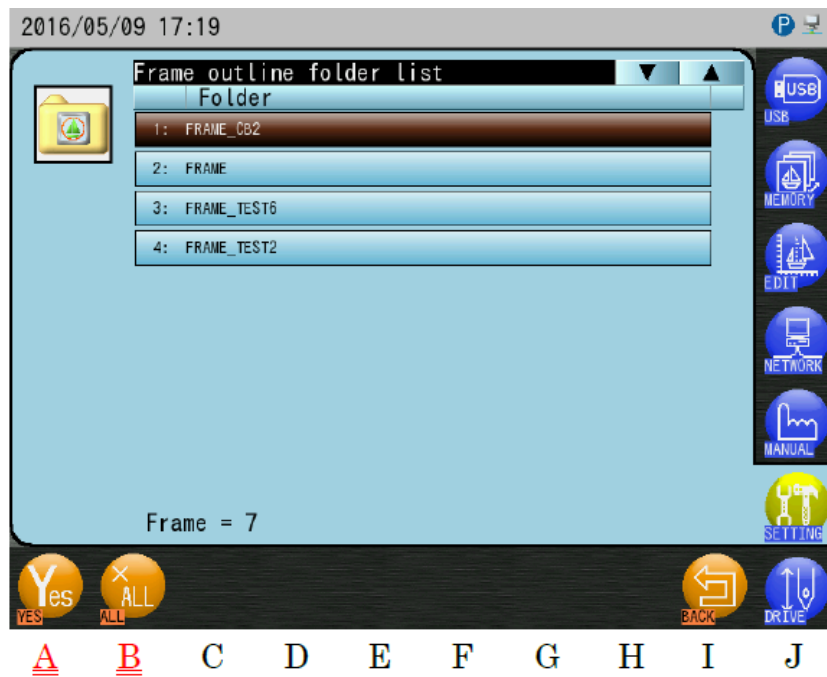 2016/05/09 17:19
P
Frame outline folder list ▼ ▲
Folder
1: FRAME_CB2
2: FRAME
3: FRAME_TEST6
4: FRAME_TEST2
Frame = 7
USB
USB
MEMORY
EDIT
NETWORK
MANUAL
SETTING
Yes
YES
×
ALL
ALL
BACK
DRIVE
A B C D E F G H I J